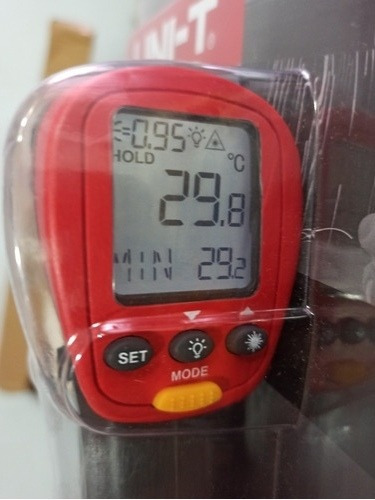 UNI-T®
ε=0.95
HOLD °C
29.8
MIN 29.2
SET
MODE